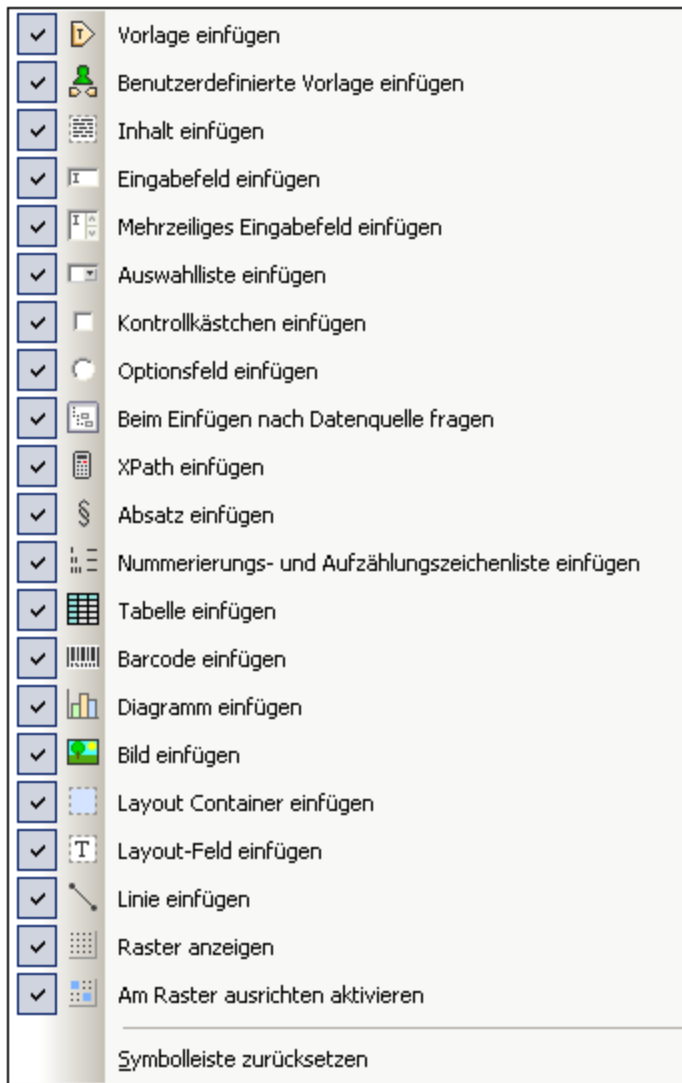 Vorlage einfügen
Benutzerdefinierte Vorlage einfügen
Inhalt einfügen
Eingabefeld einfügen
Mehrzeiliges Eingabefeld einfügen
Auswahlliste einfügen
Kontrollkästchen einfügen
Optionsfeld einfügen
Beim Einfügen nach Datenquelle fragen
XPath einfügen
Absatz einfügen
Nummerierungs- und Aufzählungszeichenliste einfügen
Tabelle einfügen
Barcode einfügen
Diagramm einfügen
Bild einfügen
Layout Container einfügen
Layout-Feld einfügen
Linie einfügen
Raster anzeigen
Am Raster ausrichten aktivieren
Symbolleiste zurücksetzen